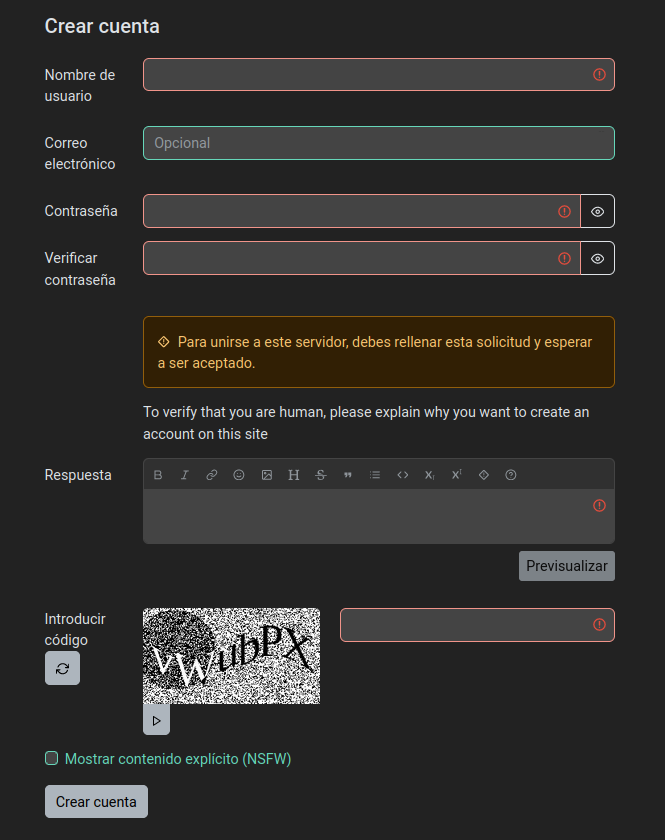 Crear cuenta
Nombre de
usuario
Correo
electrónico
Opcional
Contraseña
Verificar
contraseña
Para unirse a este servidor, debes rellenar esta solicitud y esperar
a ser aceptado.
To verify that you are human, please explain why you want to create an
account on this site
Respuesta
Previsualizar
Introducir
código
Mostrar contenido explícito (NSFW)
Crear cuenta